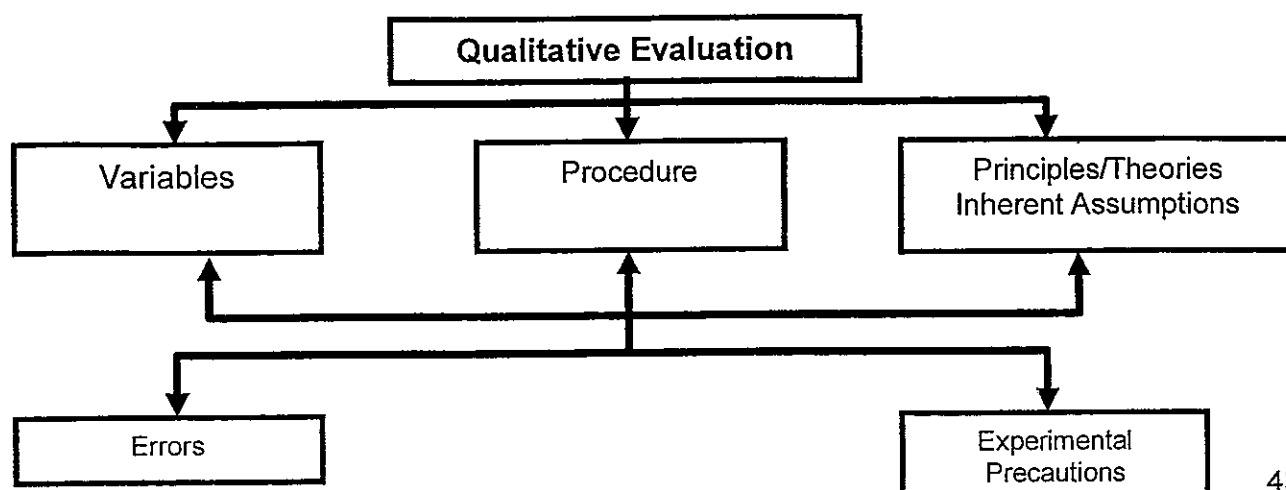 Qualitative Evaluation
Variables
Procedure
Principles/Theories
Inherent Assumptions
Errors
Experimental
Precautions
4